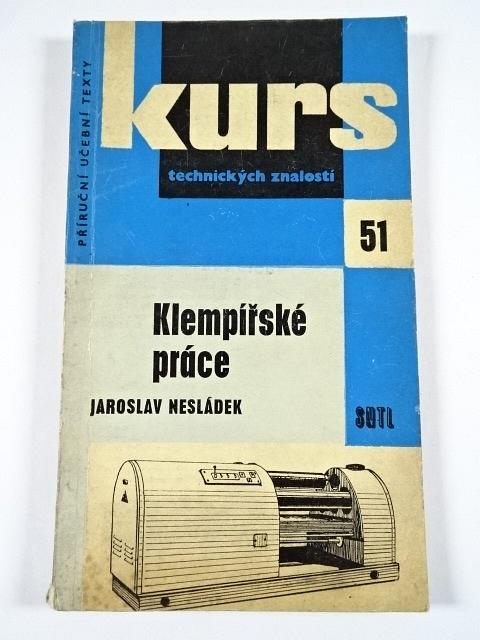 PŘÍRUČNÍ UČEBNÍ TEXTY
kurs
technických znalostí
51
Klempířské
práce
JAROSLAV NESLÁDEK
SNTL